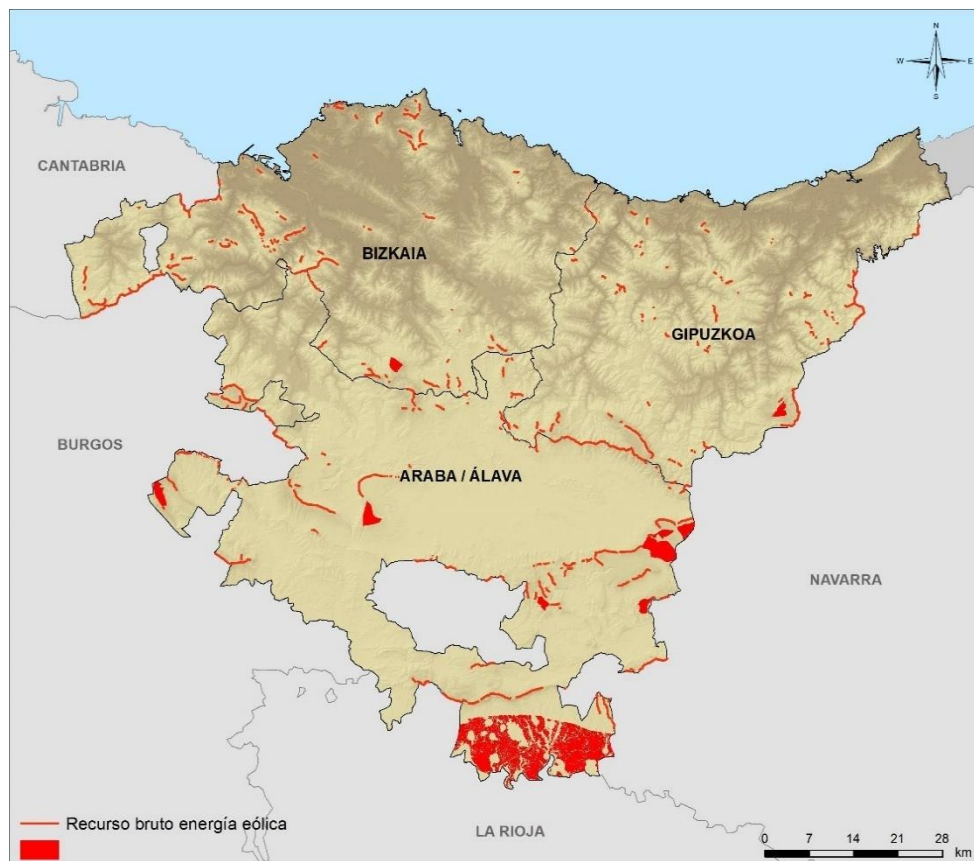 N
W E
S
CANTABRIA
BIZKAIA
GIPUZKOA
BURGOS
ARABA / ÁLAVA
NAVARRA
Recurso bruto energía eólica
LA RIOJA
0 7 14 21 28
km